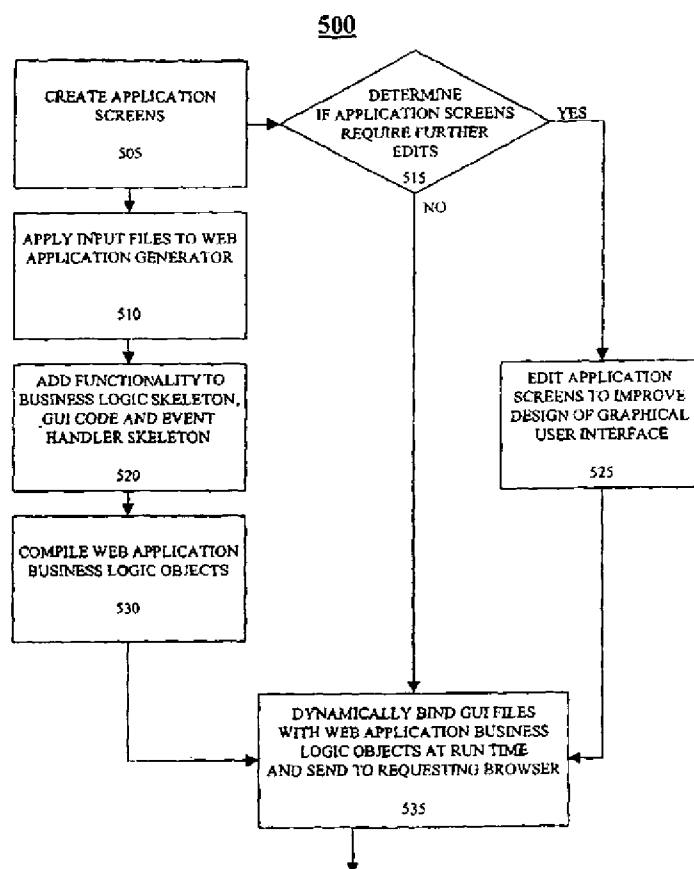 500
CREATE APPLICATION
SCREENS
505
DETERMINE
IF APPLICATION SCREENS
REQUIRE FURTHER
EDITS
515
YES
NO
APPLY INPUT FILES TO WEB
APPLICATION GENERATOR
510
ADD FUNCTIONALITY TO
BUSINESS LOGIC SKELETON,
GUI CODE AND EVENT
HANDLER SKELETON
520
EDIT APPLICATION
SCREENS TO IMPROVE
DESIGN OF GRAPHICAL
USER INTERFACE
525
COMPILE WEB APPLICATION
BUSINESS LOGIC OBJECTS
530
DYNAMICALLY BIND GUI FILES
WITH WEB APPLICATION BUSINESS
LOGIC OBJECTS AT RUN TIME
AND SEND TO REQUESTING BROWSER
535